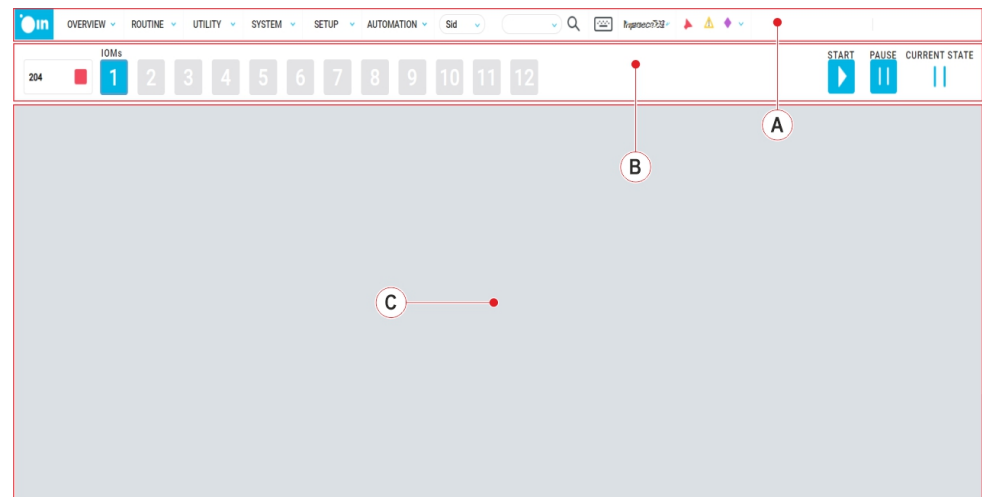 in OVERVIEW ROUTINE UTILITY SYSTEM SETUP AUTOMATION Sid
IOMs START PAUSE CURRENT STATE
204 1 2 3 4 5 6 7 8 9 10 11 12
A
B
C